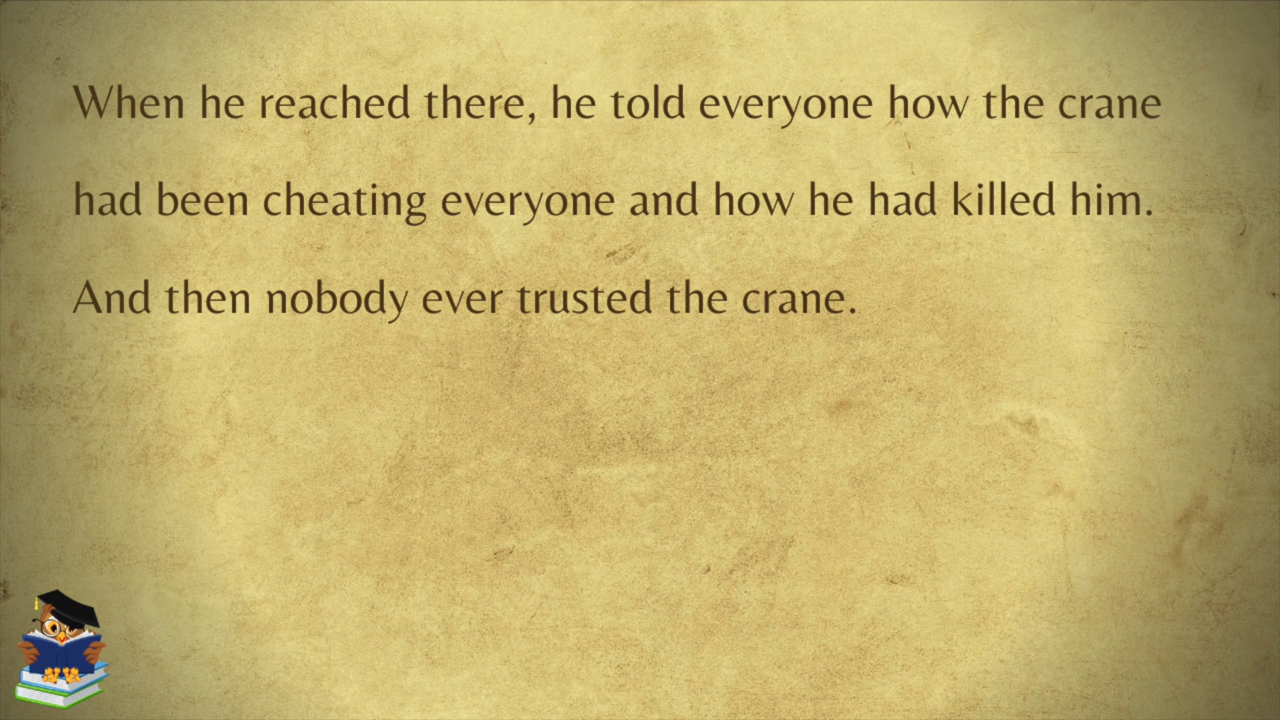 When he reached there, he told everyone how the crane
had been cheating everyone and how he had killed him.
And then nobody ever trusted the crane.